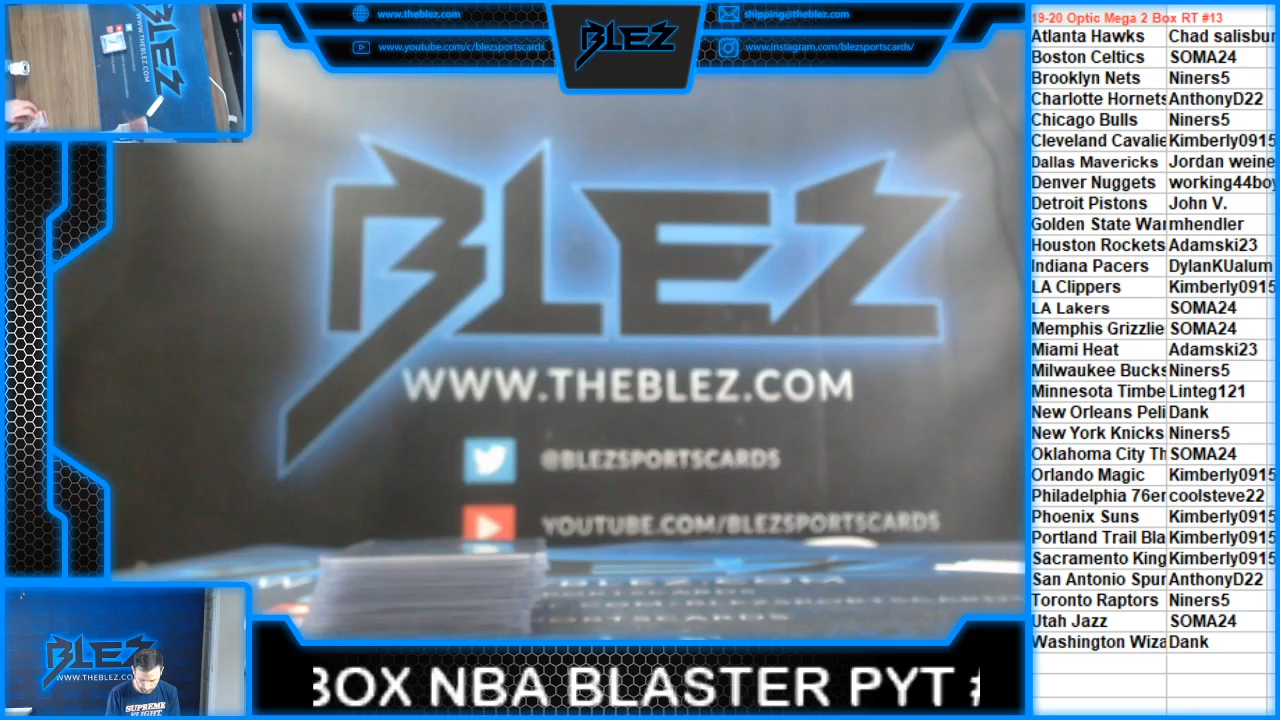 www.theblez.com
www.youtube.com/c/blezsportscards
BLEZ
shipping@theblez.com
www.instagram.com/blezsportscards/
BLEZ
WWW.THEBLEZ.COM
BLEZ
WWW.THEBLEZ.COM
@BLEZSPORTSCARDS
YOUTUBE.COM/BLEZSPORTSCARDS
BLEZ
WWW.THEBLEZ.C
SUPREME
FLIGHT
BOX NBA BLASTER PYT #
19-20 Optic Mega 2 Box RT #13
Atlanta Hawks Chad salisbur
Boston Celtics SOMA24
Brooklyn Nets Niners5
Charlotte Hornets AnthonyD22
Chicago Bulls Niners5
Cleveland Cavalie Kimberly0915
Dallas Mavericks Jordan weine
Denver Nuggets working44boy
Detroit Pistons John V.
Golden State War mhendler
Houston Rockets Adamski23
Indiana Pacers DylanKUalum
LA Clippers Kimberly0915
LA Lakers SOMA24
Memphis Grizzlie SOMA24
Miami Heat Adamski23
Milwaukee Bucks Niners5
Minnesota Timbe Linteg121
New Orleans Peli Dank
New York Knicks Niners5
Oklahoma City Th SOMA24
Orlando Magic Kimberly0915
Philadelphia 76er coolsteve22
Phoenix Suns Kimberly0915
Portland Trail Bla Kimberly0915
Sacramento King Kimberly0915
San Antonio Spur AnthonyD22
Toronto Raptors Niners5
Utah Jazz SOMA24
Washington Wiza Dank